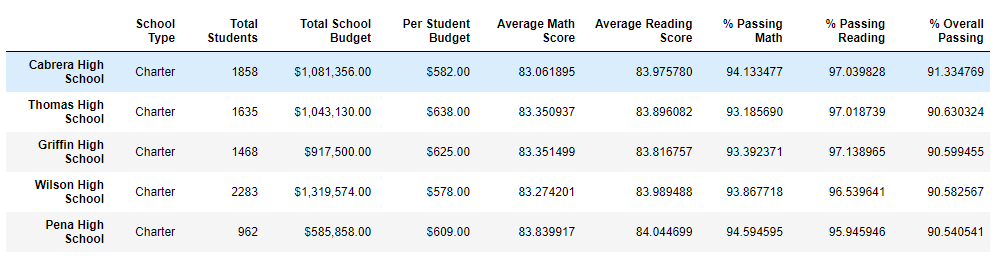 School Type Total Students Total School Budget Per Student Budget Average Math Score Average Reading Score % Passing Math % Passing Reading % Overall Passing
Cabrera High School Charter 1858 $1,081,356.00 $582.00 83.061895 83.975780 94.133477 97.039828 91.334769
Thomas High School Charter 1635 $1,043,130.00 $638.00 83.350937 83.896082 93.185690 97.018739 90.630324
Griffin High School Charter 1468 $917,500.00 $625.00 83.351499 83.816757 93.392371 97.138965 90.599455
Wilson High School Charter 2283 $1,319,574.00 $578.00 83.274201 83.989488 93.867718 96.539641 90.582567
Pena High School Charter 962 $585,858.00 $609.00 83.839917 84.044699 94.594595 95.945946 90.540541